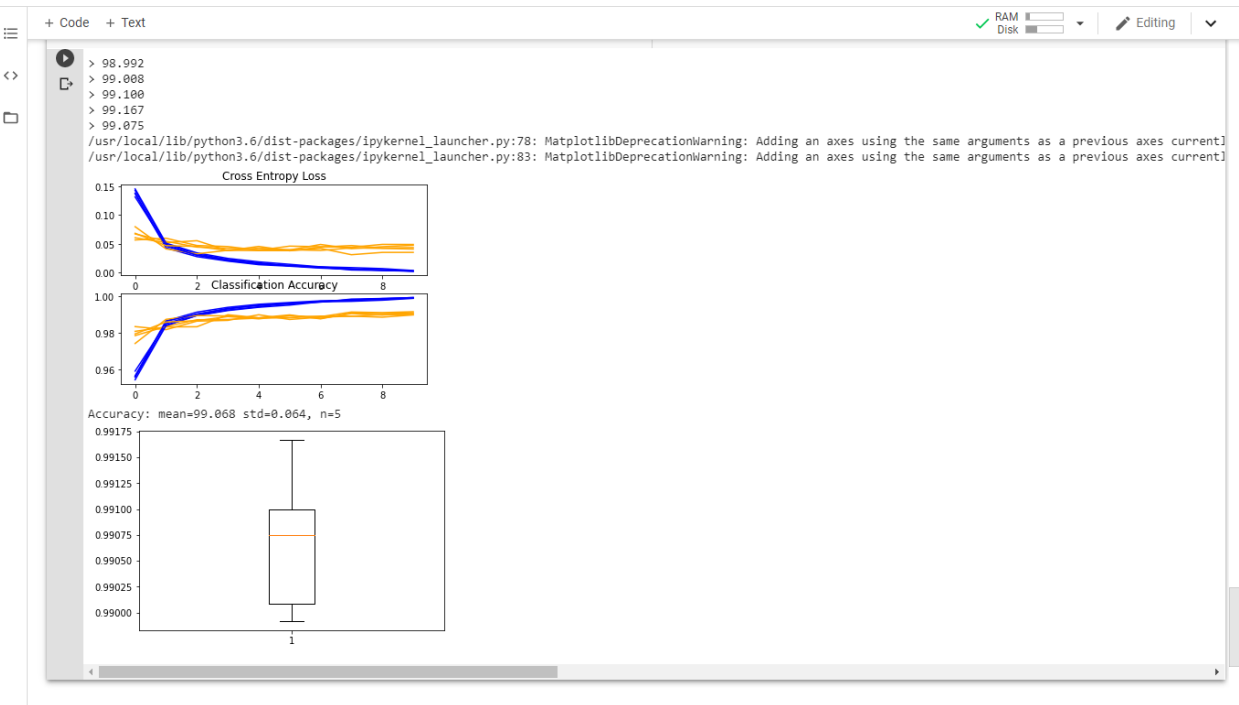 + Code + Text
RAM
Disk
Editing
> 98.992
> 99.008
> 99.100
> 99.167
> 99.075
/usr/local/lib/python3.6/dist-packages/ipykernel_launcher.py:78: MatplotlibDeprecationWarning: Adding an axes using the same arguments as a previous axes currentl
/usr/local/lib/python3.6/dist-packages/ipykernel_launcher.py:83: MatplotlibDeprecationWarning: Adding an axes using the same arguments as a previous axes currentl
Cross Entropy Loss
0.15
0.10
0.05
0.00
0 2 4 6 8
Classification Accuracy
1.00
0.98
0.96
0 2 4 6 8
Accuracy: mean=99.068 std=0.064, n=5
0.99175
0.99150
0.99125
0.99100
0.99075
0.99050
0.99025
0.99000
1